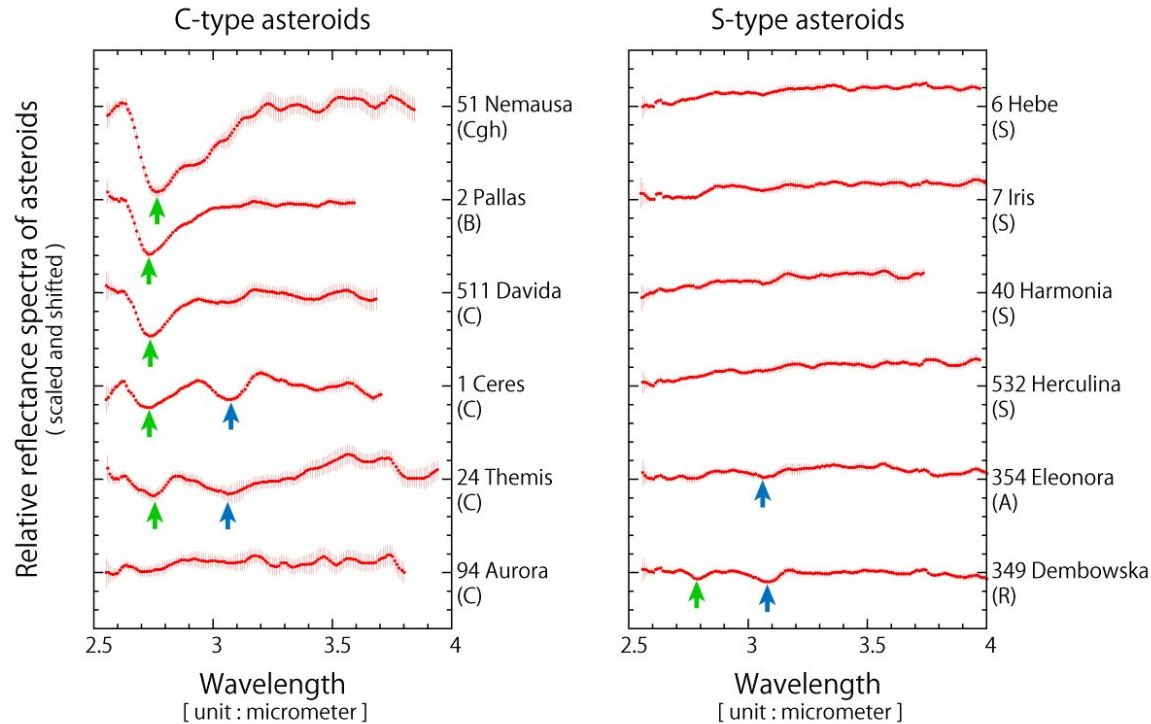 C-type asteroids
Relative reflectance spectra of asteroids
( scaled and shifted )
51 Nemausa
(Cgh)
2 Pallas
(B)
511 Davida
(C)
1 Ceres
(C)
24 Themis
(C)
94 Aurora
(C)
2.5 3 3.5 4
Wavelength
[ unit : micrometer ]
S-type asteroids
6 Hebe
(S)
7 Iris
(S)
40 Harmonia
(S)
532 Herculina
(S)
354 Eleonora
(A)
349 Dembowska
(R)
2.5 3 3.5 4
Wavelength
[ unit : micrometer ]